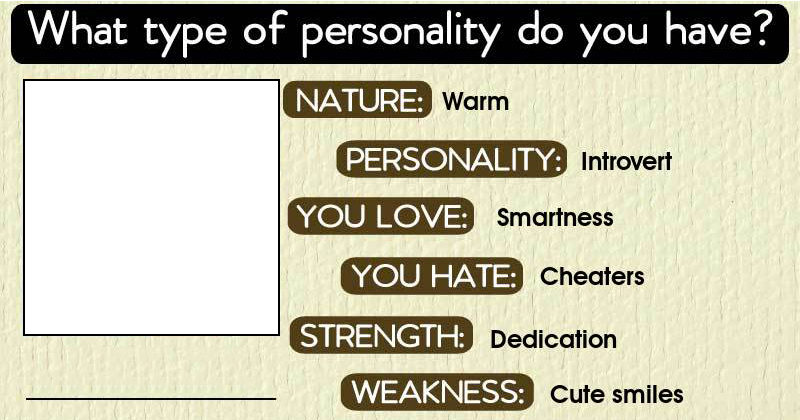 What type of personality do you have?
NATURE: Warm
PERSONALITY: Introvert
YOU LOVE: Smartness
YOU HATE: Cheaters
STRENGTH: Dedication
WEAKNESS: Cute smiles